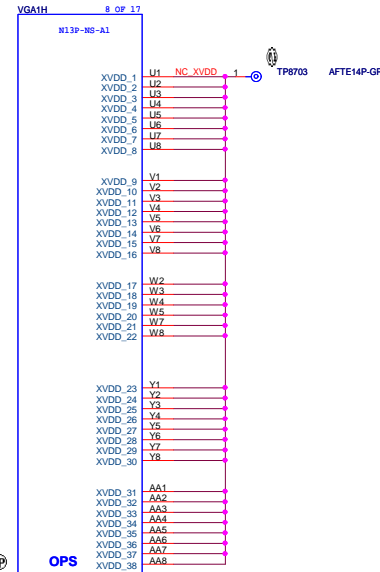 VGA1H 8 OF 17
N13P-NS-A1
XVDD_1 U1 NC_XVDD 1 TP8703 AFTE14P-GP
XVDD_2 U2
XVDD_3 U3
XVDD_4 U4
XVDD_5 U5
XVDD_6 U6
XVDD_7 U7
XVDD_8 U8
XVDD_9 V1
XVDD_10 V2
XVDD_11 V3
XVDD_12 V4
XVDD_13 V5
XVDD_14 V6
XVDD_15 V7
XVDD_16 V8
XVDD_17 W2
XVDD_18 W3
XVDD_19 W4
XVDD_20 W5
XVDD_21 W7
XVDD_22 W8
XVDD_23 Y1
XVDD_24 Y2
XVDD_25 Y3
XVDD_26 Y4
XVDD_27 Y5
XVDD_28 Y6
XVDD_29 Y7
XVDD_30 Y8
XVDD_31 AA1
XVDD_32 AA2
XVDD_33 AA3
XVDD_34 AA4
XVDD_35 AA5
XVDD_36 AA6
XVDD_37 AA7
XVDD_38 AA8
OPS